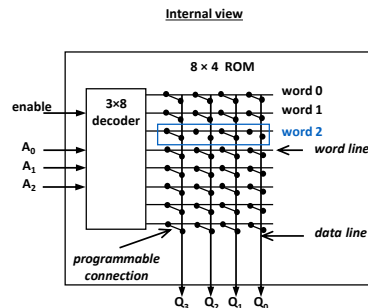 Internal view
8 × 4 ROM
3×8
decoder
enable
A0
A1
A2
word 0
word 1
word 2
word line
data line
programmable
connection
Q3 Q2 Q1 Q0